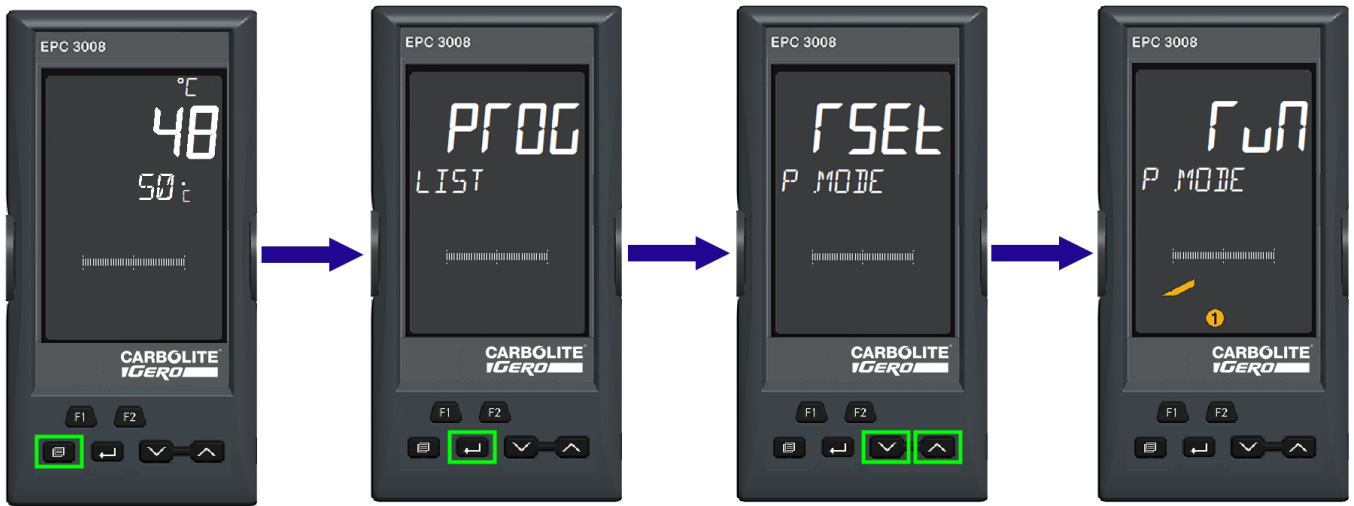 EPC 3008
°C
48
50°C
CARBOLITE
GERO
F1 F2
EPC 3008
PrOG
LIST
CARBOLITE
GERO
F1 F2
EPC 3008
rSEt
P.MODE
CARBOLITE
GERO
F1 F2
EPC 3008
ruN
P.MODE
1
CARBOLITE
GERO
F1 F2